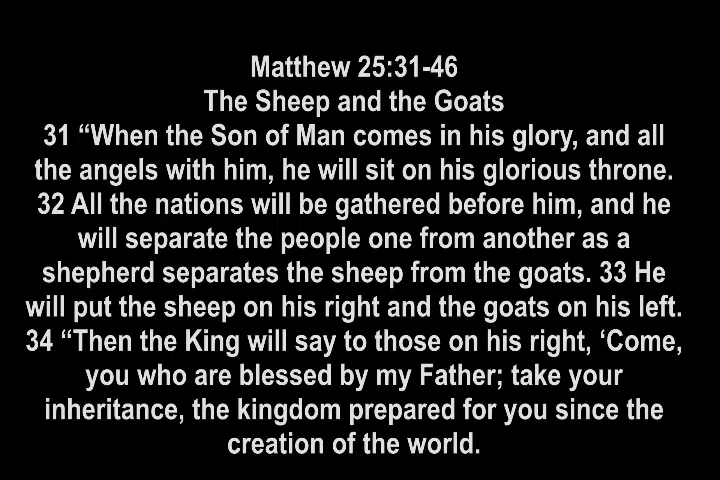 Matthew 25:31-46
The Sheep and the Goats
31 “When the Son of Man comes in his glory, and all
the angels with him, he will sit on his glorious throne.
32 All the nations will be gathered before him, and he
will separate the people one from another as a
shepherd separates the sheep from the goats. 33 He
will put the sheep on his right and the goats on his left.
34 “Then the King will say to those on his right, ‘Come,
you who are blessed by my Father; take your
inheritance, the kingdom prepared for you since the
creation of the world.